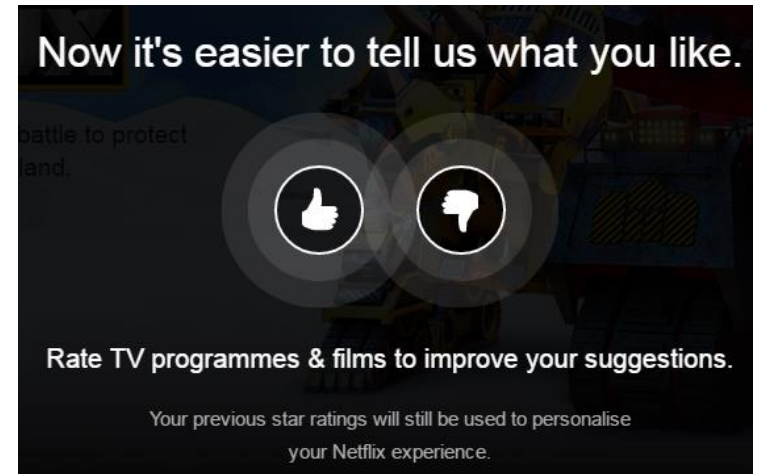 Now it's easier to tell us what you like.
battle to protect
land.
Rate TV programmes & films to improve your suggestions.
Your previous star ratings will still be used to personalise
your Netflix experience.